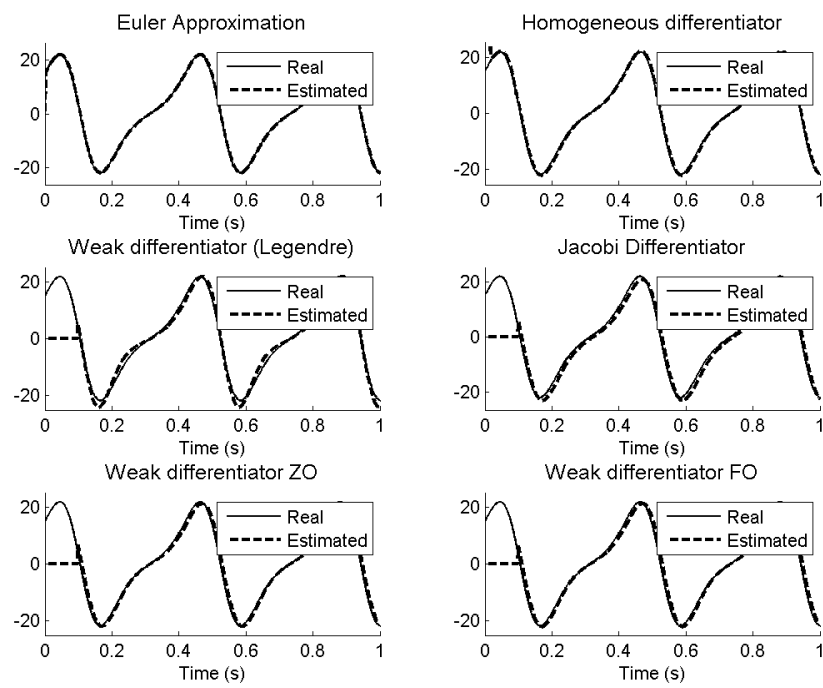 Euler Approximation
20
0
-20
Real
Estimated
0 0.2 0.4 0.6 0.8 1
Time (s)
Homogeneous differentiator
20
0
-20
Real
Estimated
0 0.2 0.4 0.6 0.8 1
Time (s)
Weak differentiator (Legendre)
20
0
-20
Real
Estimated
0 0.2 0.4 0.6 0.8 1
Time (s)
Jacobi Differentiator
20
0
-20
Real
Estimated
0 0.2 0.4 0.6 0.8 1
Time (s)
Weak differentiator ZO
20
0
-20
Real
Estimated
0 0.2 0.4 0.6 0.8 1
Time (s)
Weak differentiator FO
20
0
-20
Real
Estimated
0 0.2 0.4 0.6 0.8 1
Time (s)